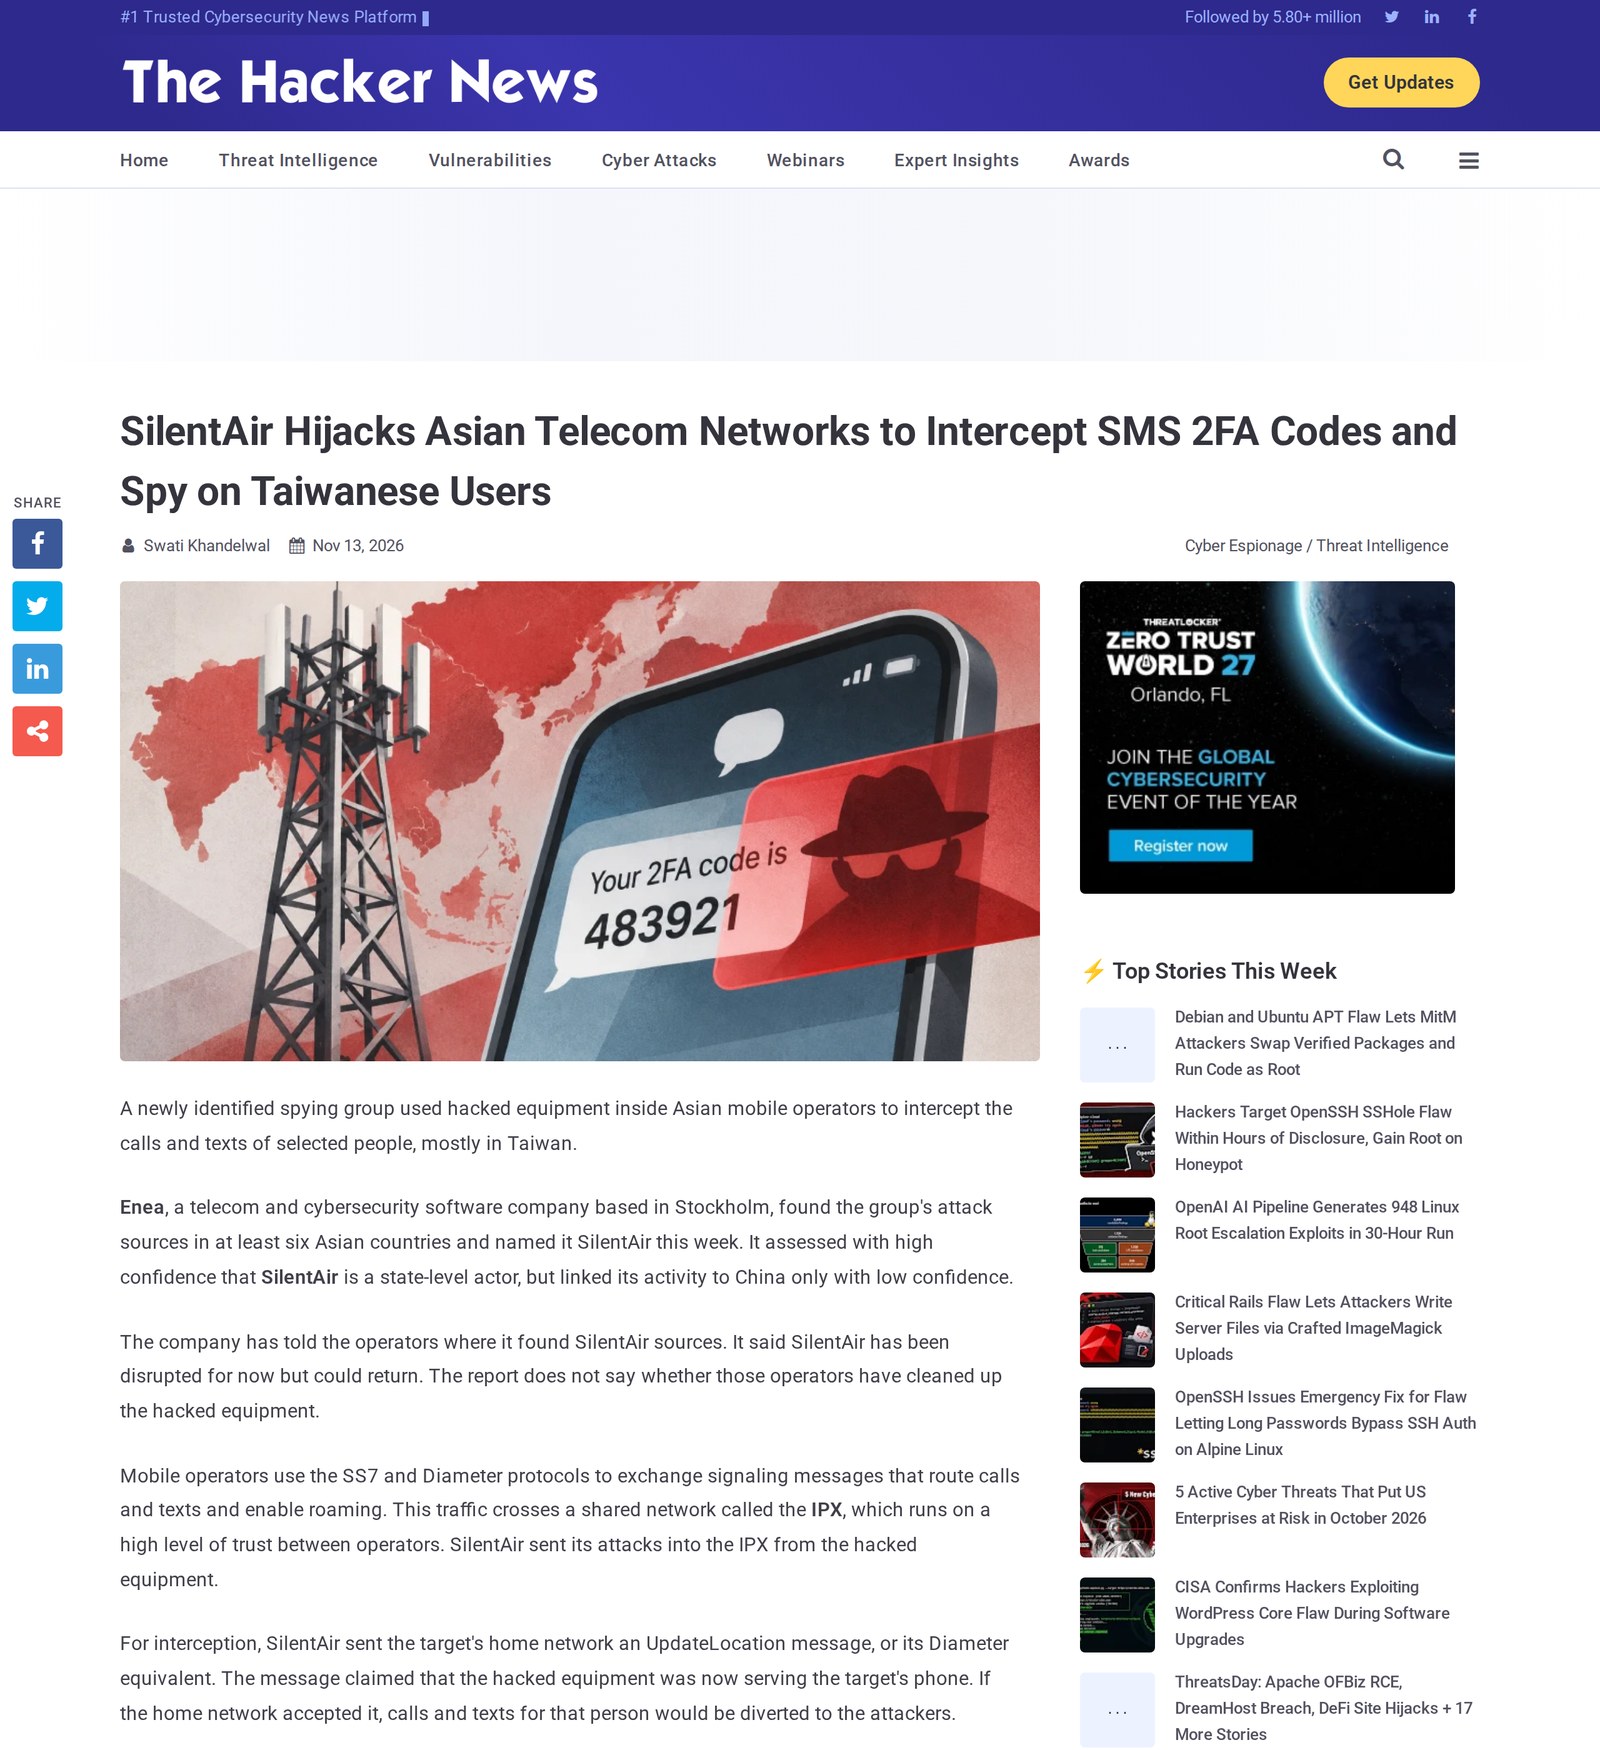 #1 Trusted Cybersecurity News Platform
Followed by 5.80+ million
The Hacker News
Get Updates
Home
Threat Intelligence
Vulnerabilities
Cyber Attacks
Webinars
Expert Insights
Awards
SilentAir Hijacks Asian Telecom Networks to Intercept SMS 2FA Codes and
Spy on Taiwanese Users
SHARE
Swati Khandelwal
Nov 13, 2026
Cyber Espionage / Threat Intelligence
Your 2FA code is
483921
THREATLOCKER
ZERO TRUST
WORLD 27
Orlando, FL
JOIN THE GLOBAL
CYBERSECURITY
EVENT OF THE YEAR
Register now
A newly identified spying group used hacked equipment inside Asian mobile operators to intercept the
calls and texts of selected people, mostly in Taiwan.
Enea, a telecom and cybersecurity software company based in Stockholm, found the group's attack
sources in at least six Asian countries and named it SilentAir this week. It assessed with high
confidence that SilentAir is a state-level actor, but linked its activity to China only with low confidence.
The company has told the operators where it found SilentAir sources. It said SilentAir has been
disrupted for now but could return. The report does not say whether those operators have cleaned up
the hacked equipment.
Mobile operators use the SS7 and Diameter protocols to exchange signaling messages that route calls
and texts and enable roaming. This traffic crosses a shared network called the IPX, which runs on a
high level of trust between operators. SilentAir sent its attacks into the IPX from the hacked
equipment.
For interception, SilentAir sent the target's home network an UpdateLocation message, or its Diameter
equivalent. The message claimed that the hacked equipment was now serving the target's phone. If
the home network accepted it, calls and texts for that person would be diverted to the attackers.
⚡ Top Stories This Week
Debian and Ubuntu APT Flaw Lets MitM
Attackers Swap Verified Packages and
Run Code as Root
Hackers Target OpenSSH SSHole Flaw
Within Hours of Disclosure, Gain Root on
Honeypot
OpenAI AI Pipeline Generates 948 Linux
Root Escalation Exploits in 30-Hour Run
Critical Rails Flaw Lets Attackers Write
Server Files via Crafted ImageMagick
Uploads
OpenSSH Issues Emergency Fix for Flaw
Letting Long Passwords Bypass SSH Auth
on Alpine Linux
5 Active Cyber Threats That Put US
Enterprises at Risk in October 2026
CISA Confirms Hackers Exploiting
WordPress Core Flaw During Software
Upgrades
ThreatsDay: Apache OFBiz RCE,
DreamHost Breach, DeFi Site Hijacks + 17
More Stories